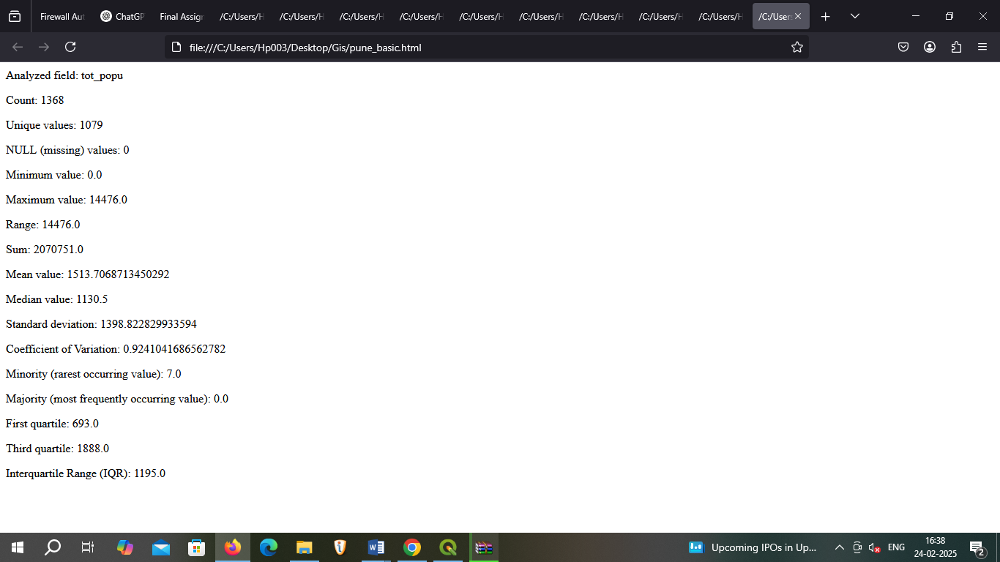 Firewall Aut
ChatGP
Final Assign
/C:/Users/H
/C:/Users/H
/C:/Users/H
/C:/Users/H
/C:/Users/H
/C:/Users/H
/C:/Users/H
/C:/Users/H
/C:/Users/H
/C:/Users
file:///C:/Users/Hp003/Desktop/Gis/pune_basic.html
Analyzed field: tot_popu
Count: 1368
Unique values: 1079
NULL (missing) values: 0
Minimum value: 0.0
Maximum value: 14476.0
Range: 14476.0
Sum: 2070751.0
Mean value: 1513.7068713450292
Median value: 1130.5
Standard deviation: 1398.822829933594
Coefficient of Variation: 0.9241041686562782
Minority (rarest occurring value): 7.0
Majority (most frequently occurring value): 0.0
First quartile: 693.0
Third quartile: 1888.0
Interquartile Range (IQR): 1195.0
Upcoming IPOs in Up...
ENG
16:38
24-02-2025
2